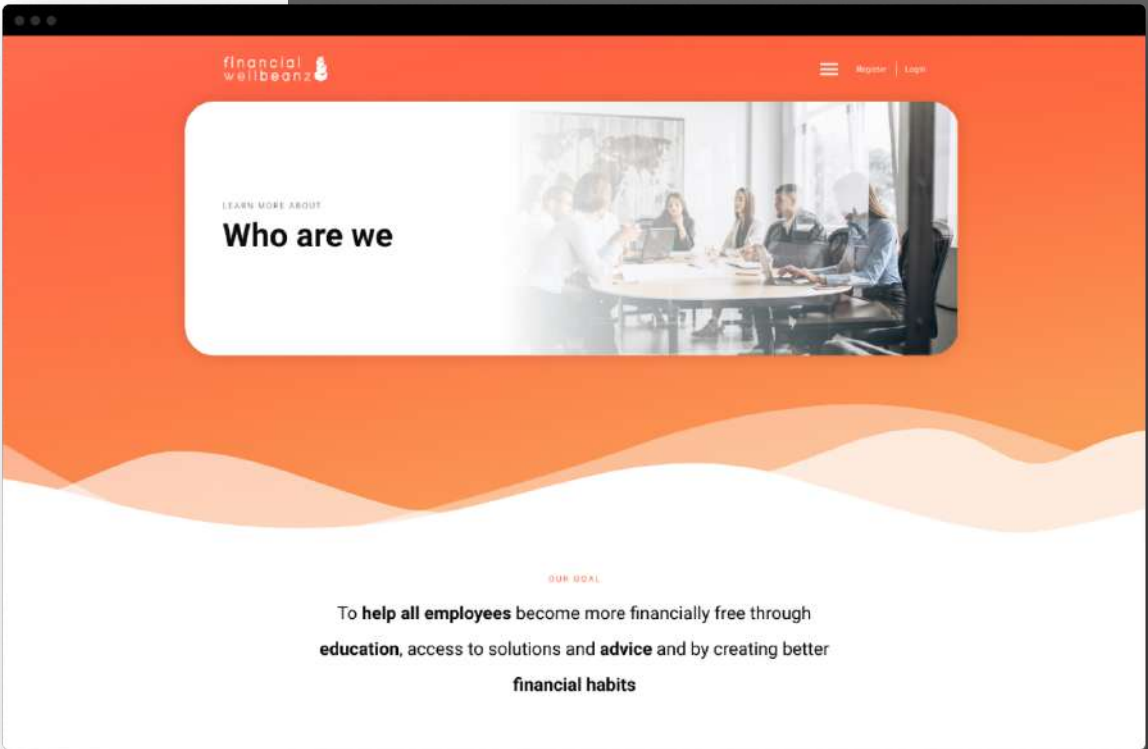 financial
wellbeanz
Register | Login
LEARN MORE ABOUT
Who are we
OUR GOAL
To help all employees become more financially free through
education, access to solutions and advice and by creating better
financial habits